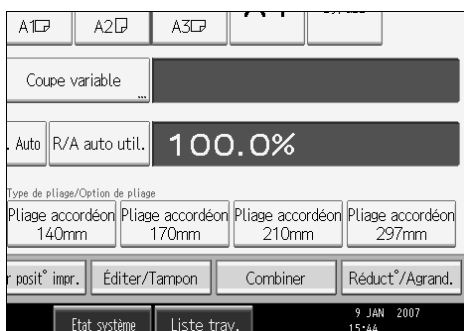 A1 A2 A3
Coupe variable
...
. Auto R/A auto util. 100.0%
Type de pliage/Option de pliage
Pliage accordéon Pliage accordéon Pliage accordéon Pliage accordéon
140mm 170mm 210mm 297mm
r posit° impr. Éditer/Tampon Combiner Réduct°/Agrand.
Etat système Liste trav. 9 JAN 2007
15:44